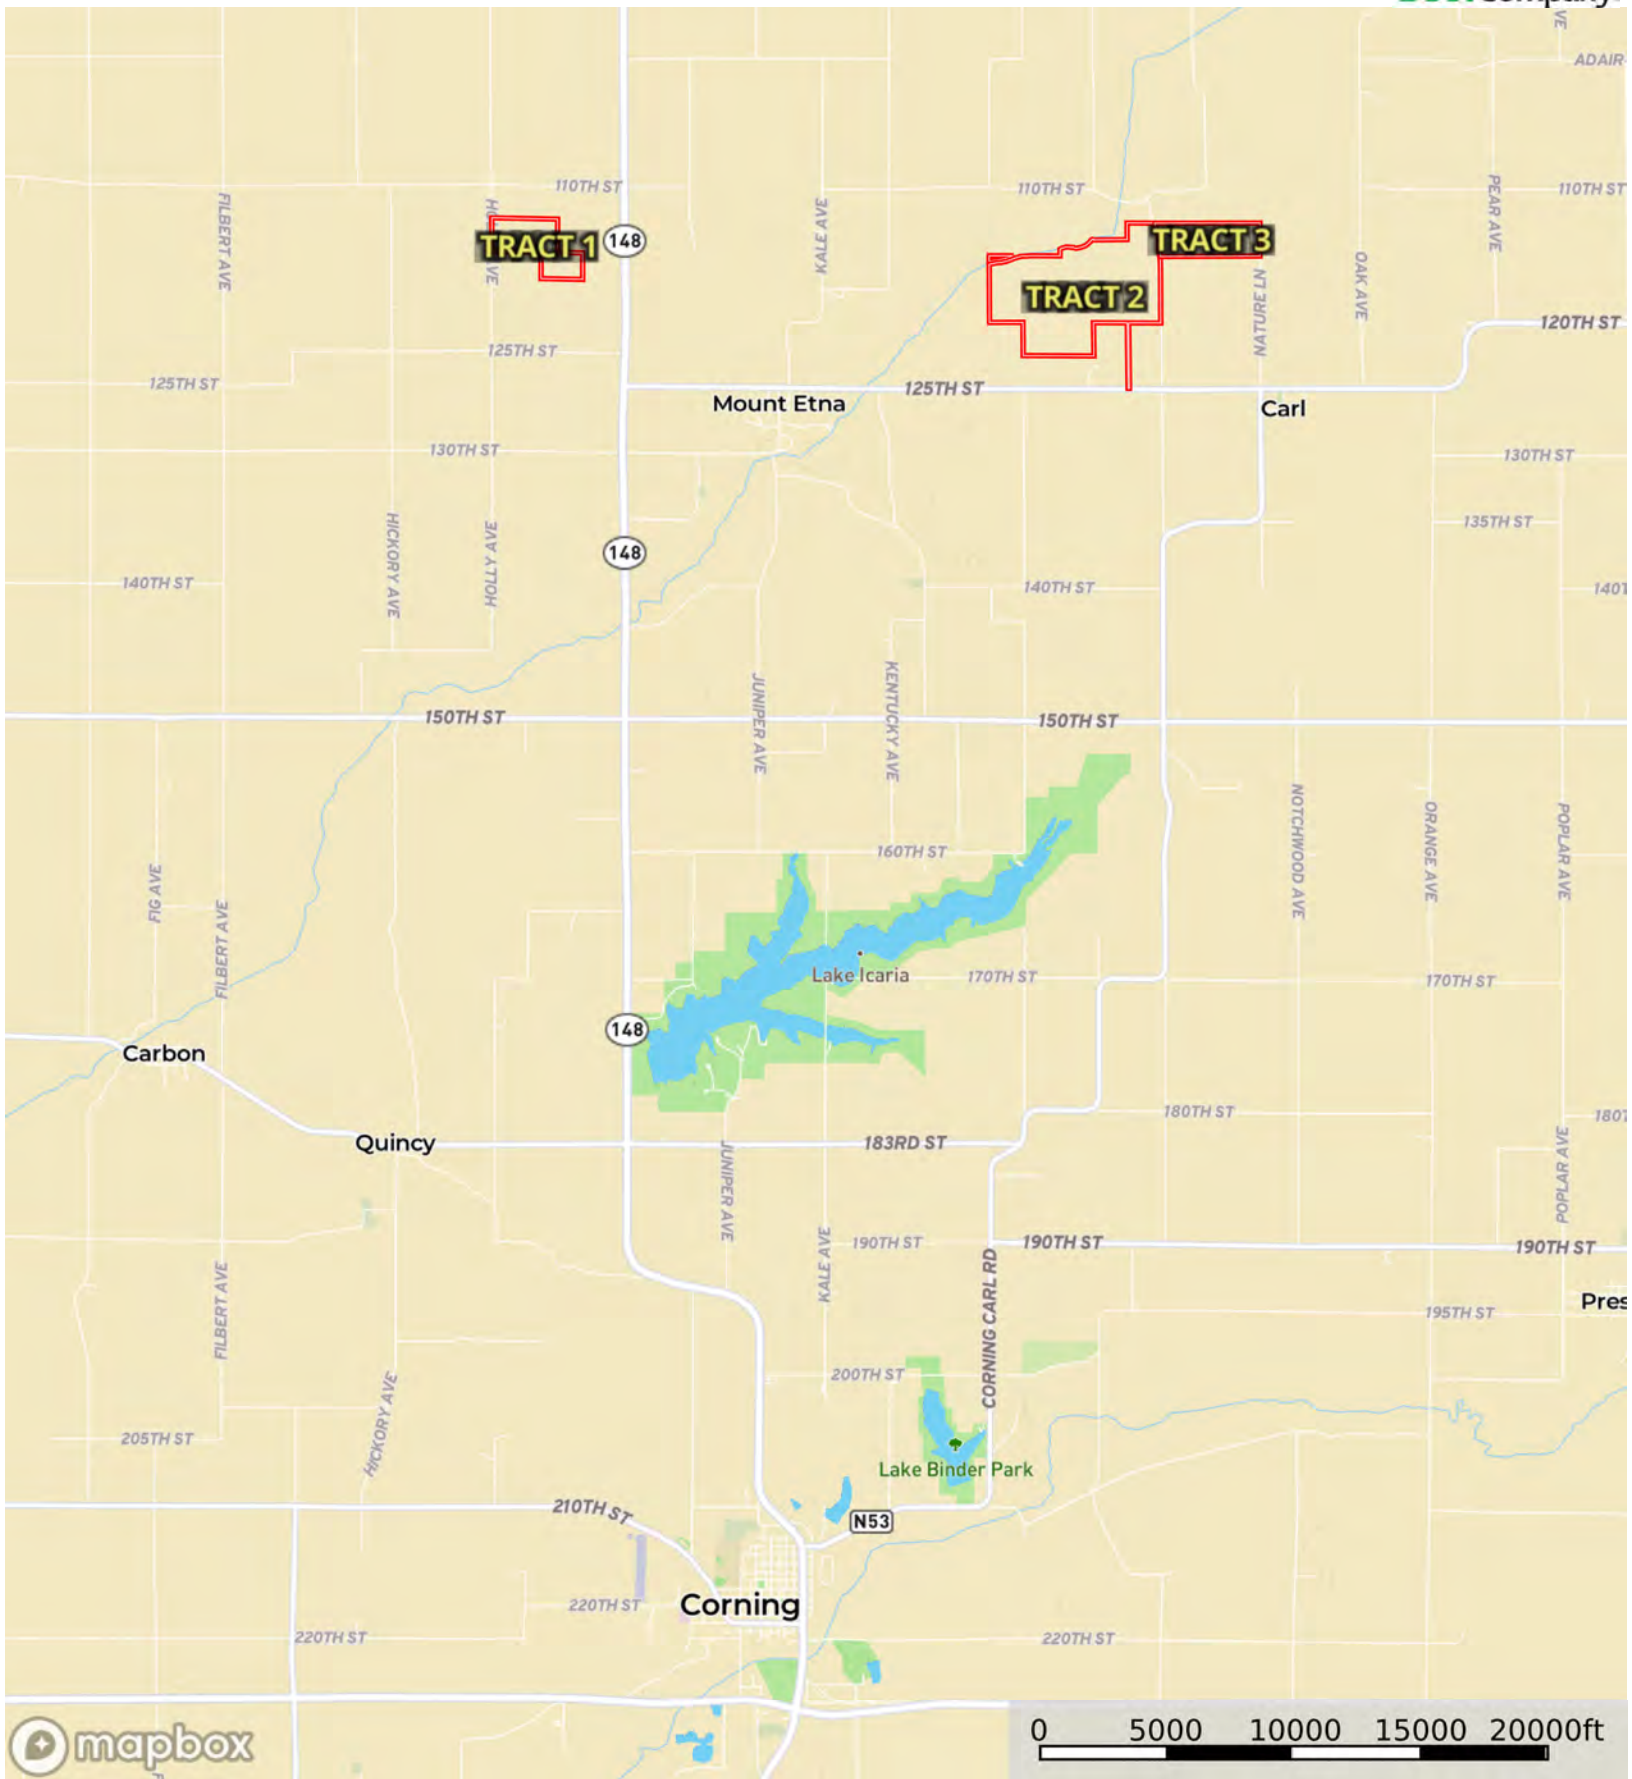 Company
ADAIR
110TH ST
110TH ST
110TH ST
FILBERT AVE
KALE AVE
PEAR AVE
TRACT 1
148
TRACT 3
OAK AVE
NATURE LN
TRACT 2
120TH ST
125TH ST
125TH ST
125TH ST
Mount Etna
Carl
130TH ST
130TH ST
HICKORY AVE
HOLLY AVE
135TH ST
148
140TH ST
140TH ST
JUNIPER AVE
KENTUCKY AVE
150TH ST
150TH ST
NOTCHWOOD AVE
ORANGE AVE
POPLAR AVE
160TH ST
FIG AVE
FILBERT AVE
Lake Icaria
170TH ST
170TH ST
148
Carbon
180TH ST
Quincy
183RD ST
JUNIPER AVE
POPLAR AVE
KALE AVE
190TH ST
190TH ST
190TH ST
FILBERT AVE
CORNING CARL RD
Pres
195TH ST
200TH ST
HICKORY AVE
205TH ST
Lake Binder Park
210TH ST
N53
Corning
220TH ST
220TH ST
220TH ST
mapbox
0 5000 10000 15000 20000ft